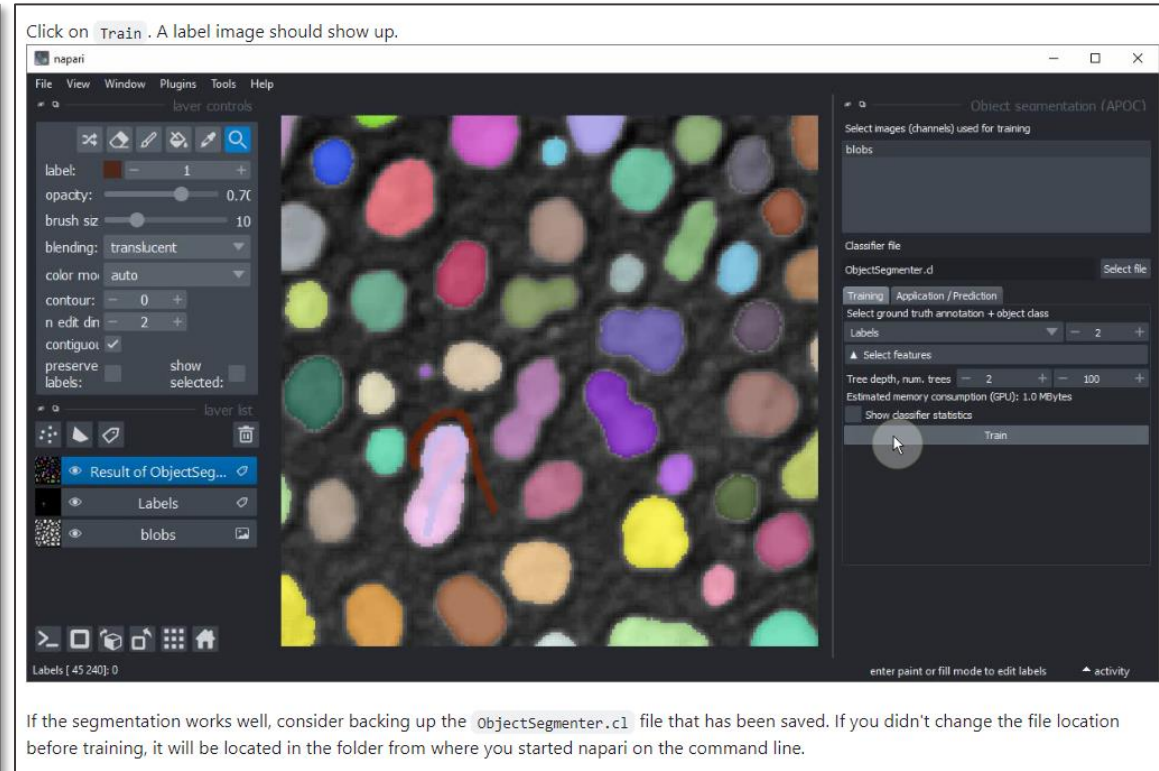 Click on Train . A label image should show up.
napari
File View Window Plugins Tools Help
layer controls
Object segmentation (APOC)
Select images (channels) used for training
blobs
label: 1
opacity: 0.70
brush siz 10
blending: translucent
color mo auto
contour: 0
n edit din 2
contiguou
preserve labels:
show selected:
Classifier file
ObjectSegmenter.cl Select file
Training Application / Prediction
Select ground truth annotation + object class
Labels 2
Select features
Tree depth, num. trees 2 100
Estimated memory consumption (GPU): 1.0 MBytes
Show classifier statistics
Train
layer list
Result of ObjectSeg...
Labels
blobs
Labels [ 45 240]: 0
enter paint or fill mode to edit labels
activity
If the segmentation works well, consider backing up the ObjectSegmenter.cl file that has been saved. If you didn't change the file location
before training, it will be located in the folder from where you started napari on the command line.